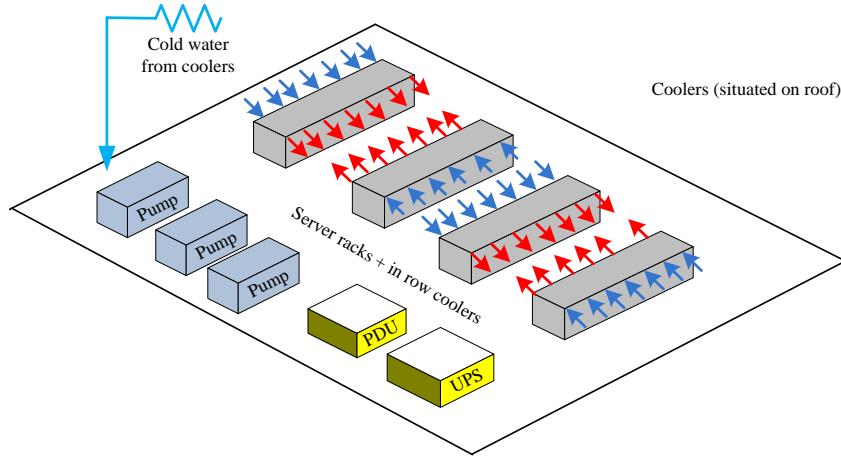 Cold water
from coolers
Coolers (situated on roof)
Pump
Pump
Pump
Server racks + in row coolers
PDU
UPS